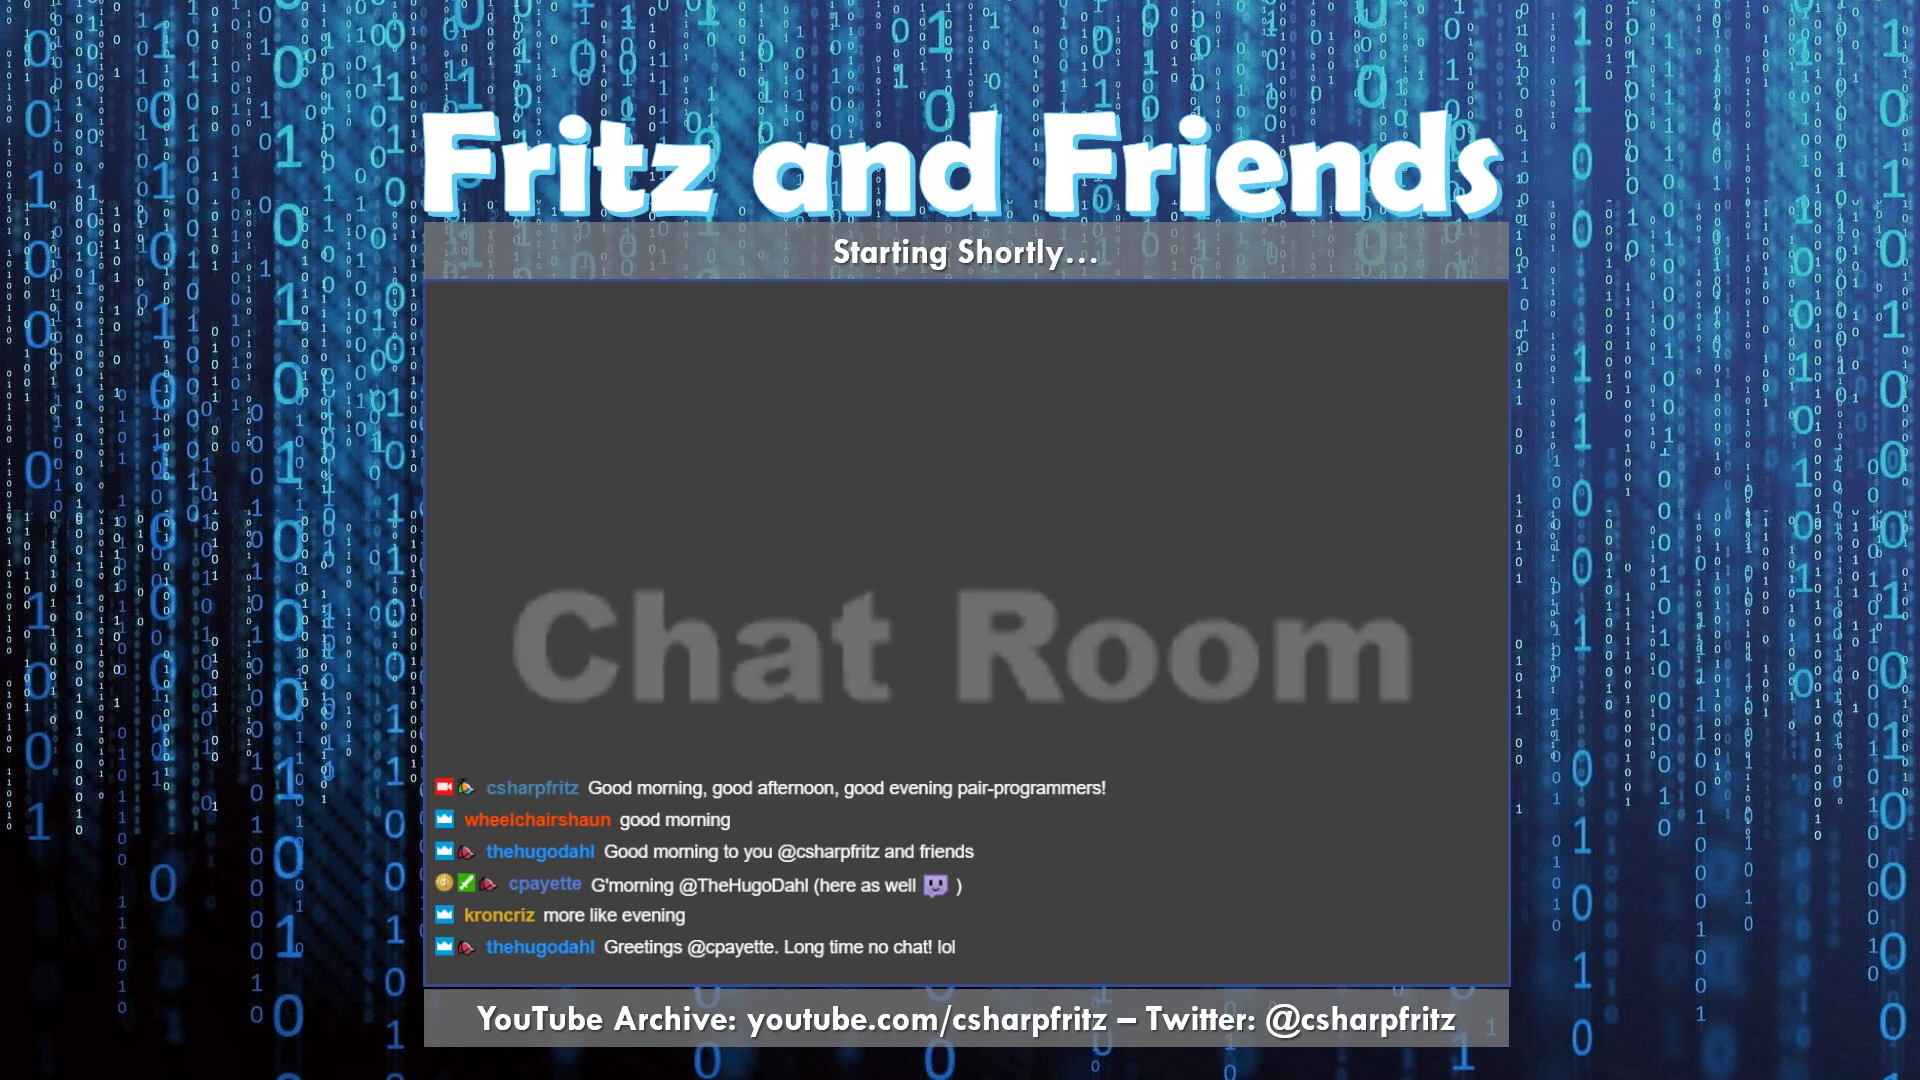 Fritz and Friends
Starting Shortly...
Chat Room
csharpfritz Good morning, good afternoon, good evening pair-programmers!
wheelchairshaun good morning
thehugodahl Good morning to you @csharpfritz and friends
cpayette G'morning @TheHugoDahl (here as well )
kroncriz more like evening
thehugodahl Greetings @cpayette. Long time no chat! lol
YouTube Archive: youtube.com/csharpfritz – Twitter: @csharpfritz